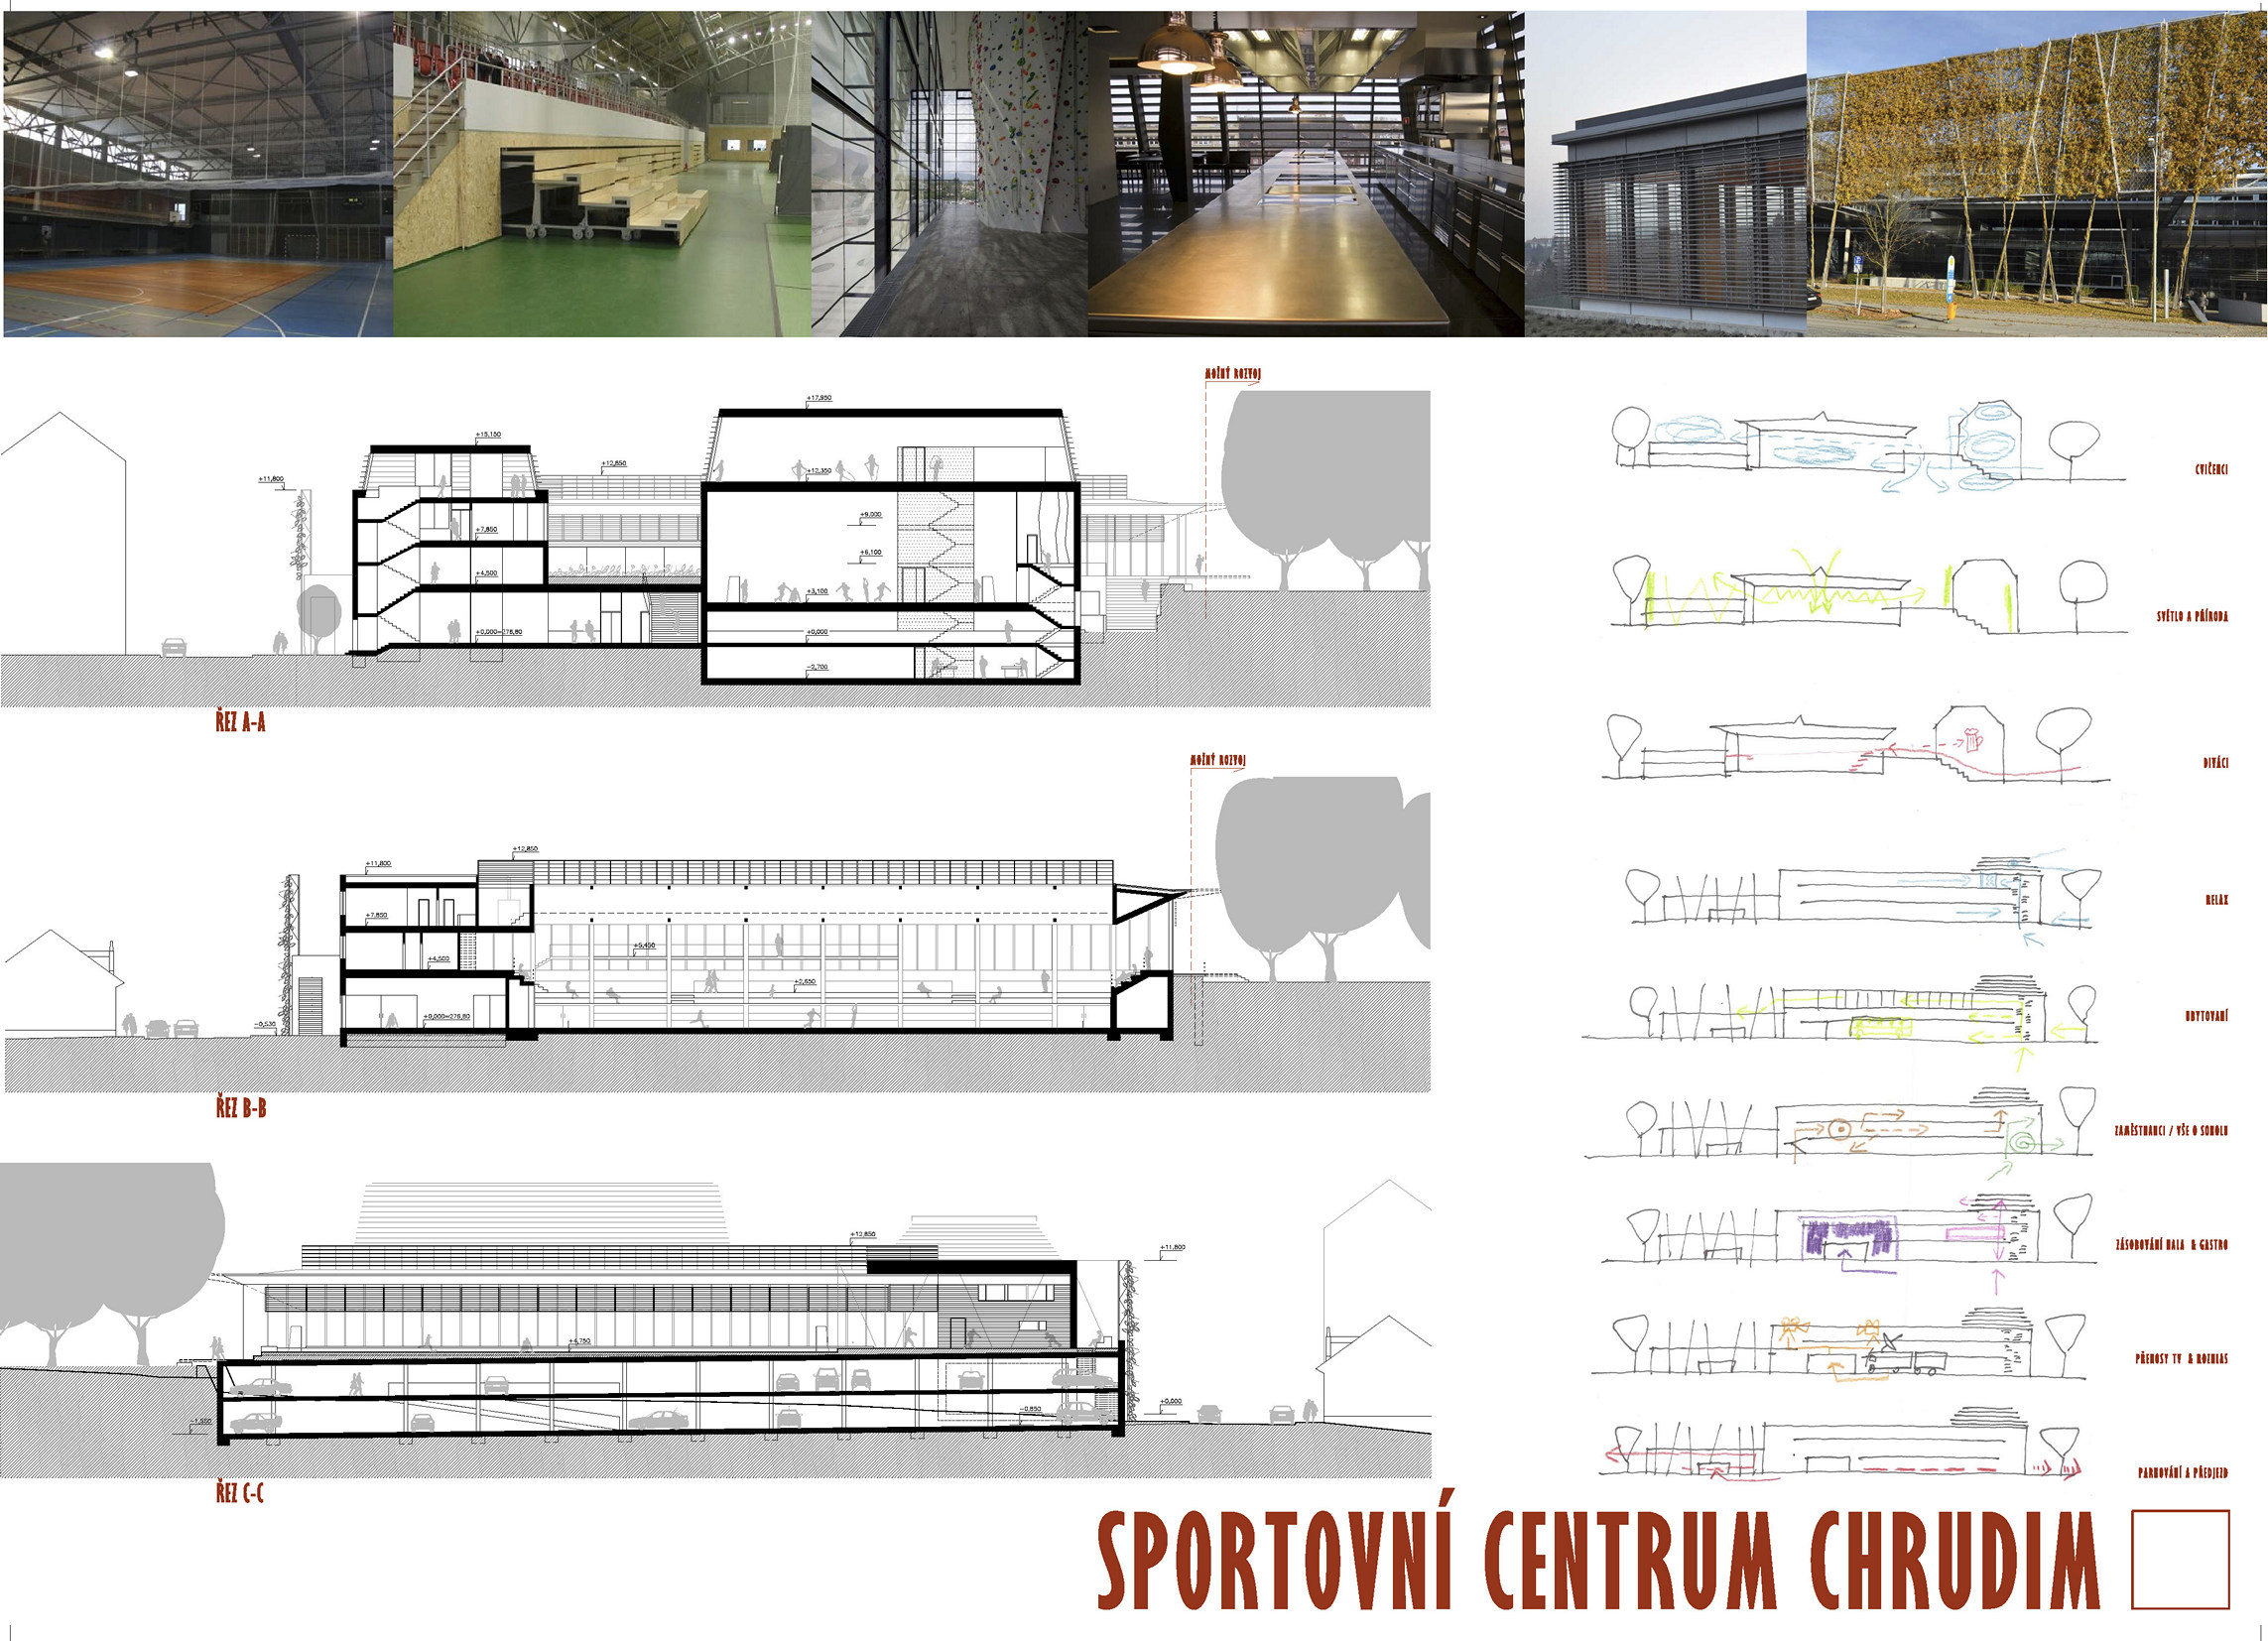 MOŽNÝ ROZVOJ
+17,950
+15,150
+12,850
+12,350
+11,800
+9,000
+7,850
+6,100
+4,500
+3,100
+0,000=276,80
+0,000
-2,700
ŘEZ A-A
MOŽNÝ ROZVOJ
+12,850
+11,800
+7,850
+5,450
+4,500
+2,650
+0,000=276,80
-0,530
ŘEZ B-B
+12,850
+11,800
+4,750
+0,000
-0,850
-1,550
ŘEZ C-C
CVIČENCI
SVĚTLO A PŘÍRODA
DIVÁCI
RELAX
UBYTOVÁNÍ
ZAMĚSTNANCI / VŠE O SOKOLU
ZÁSOBOVÁNÍ HALA & GASTRO
PŘENOSY TV & ROZHLAS
PARKOVÁNÍ A PŘEDJEZD
SPORTOVNÍ CENTRUM CHRUDIM